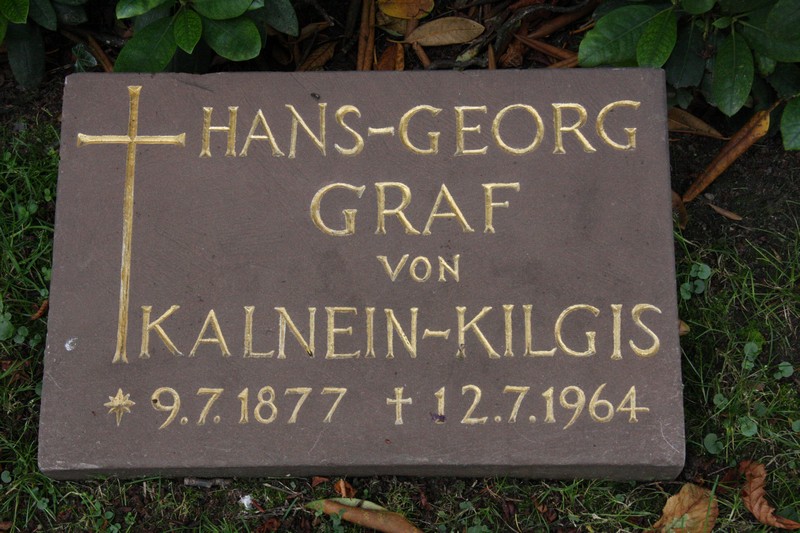 HANS-GEORG
GRAF
VON
KALNEIN-KILGIS
* 9.7.1877 † 12.7.1964